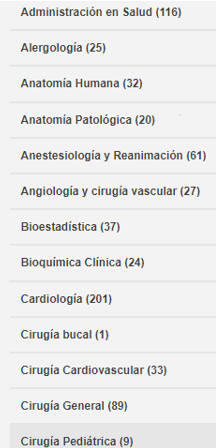 Administración en Salud (116)
Alergología (25)
Anatomía Humana (32)
Anatomía Patológica (20)
Anestesiología y Reanimación (61)
Angiología y cirugía vascular (27)
Bioestadística (37)
Bioquímica Clínica (24)
Cardiología (201)
Cirugía bucal (1)
Cirugía Cardiovascular (33)
Cirugía General (89)
Cirugía Pediátrica (9)